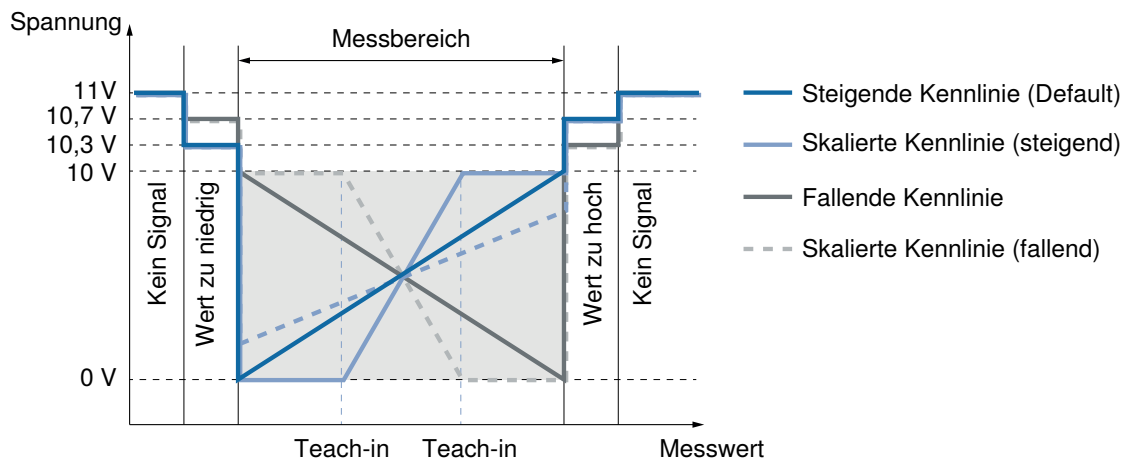 Spannung
Messbereich
11 V
10,7 V
10,3 V
10 V
0 V
Kein Signal
Wert zu niedrig
Wert zu hoch
Kein Signal
Teach-in
Teach-in
Messwert
Steigende Kennlinie (Default)
Skalierte Kennlinie (steigend)
Fallende Kennlinie
Skalierte Kennlinie (fallend)